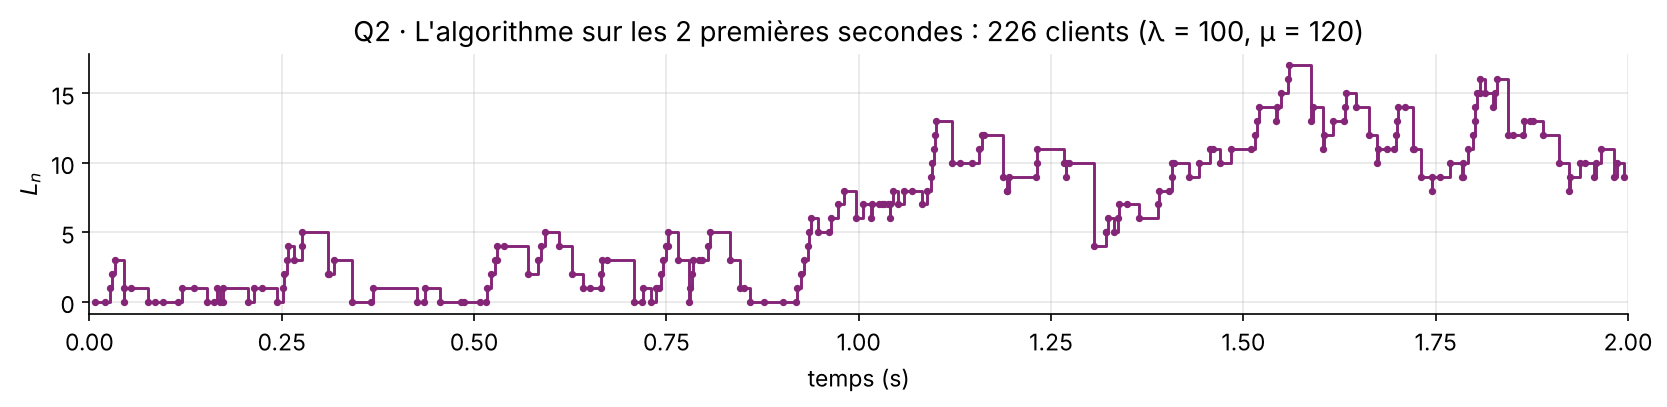 Q2 · L'algorithme sur les 2 premières secondes : 226 clients (λ = 100, μ = 120)
15
10
5
0
Lₙ
0.00 0.25 0.50 0.75 1.00 1.25 1.50 1.75 2.00
temps (s)